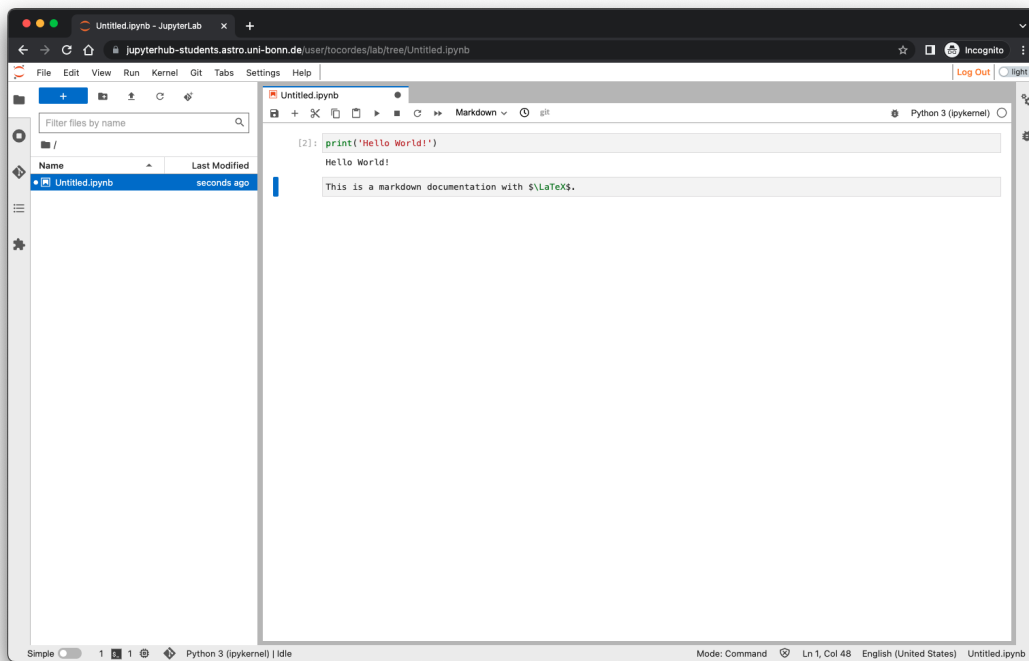 Untitled.ipynb - JupyterLab
jupyterhub-students.astro.uni-bonn.de/user/tocordes/lab/tree/Untitled.ipynb
Incognito
File Edit View Run Kernel Git Tabs Settings Help
Log Out
light
Filter files by name
/
Name Last Modified
Untitled.ipynb seconds ago
Untitled.ipynb
Markdown
git
Python 3 (ipykernel)
[2]: print('Hello World!')
Hello World!
This is a markdown documentation with $\LaTeX$.
Simple 1 $_ 1 Python 3 (ipykernel) | Idle
Mode: Command Ln 1, Col 48 English (United States) Untitled.ipynb